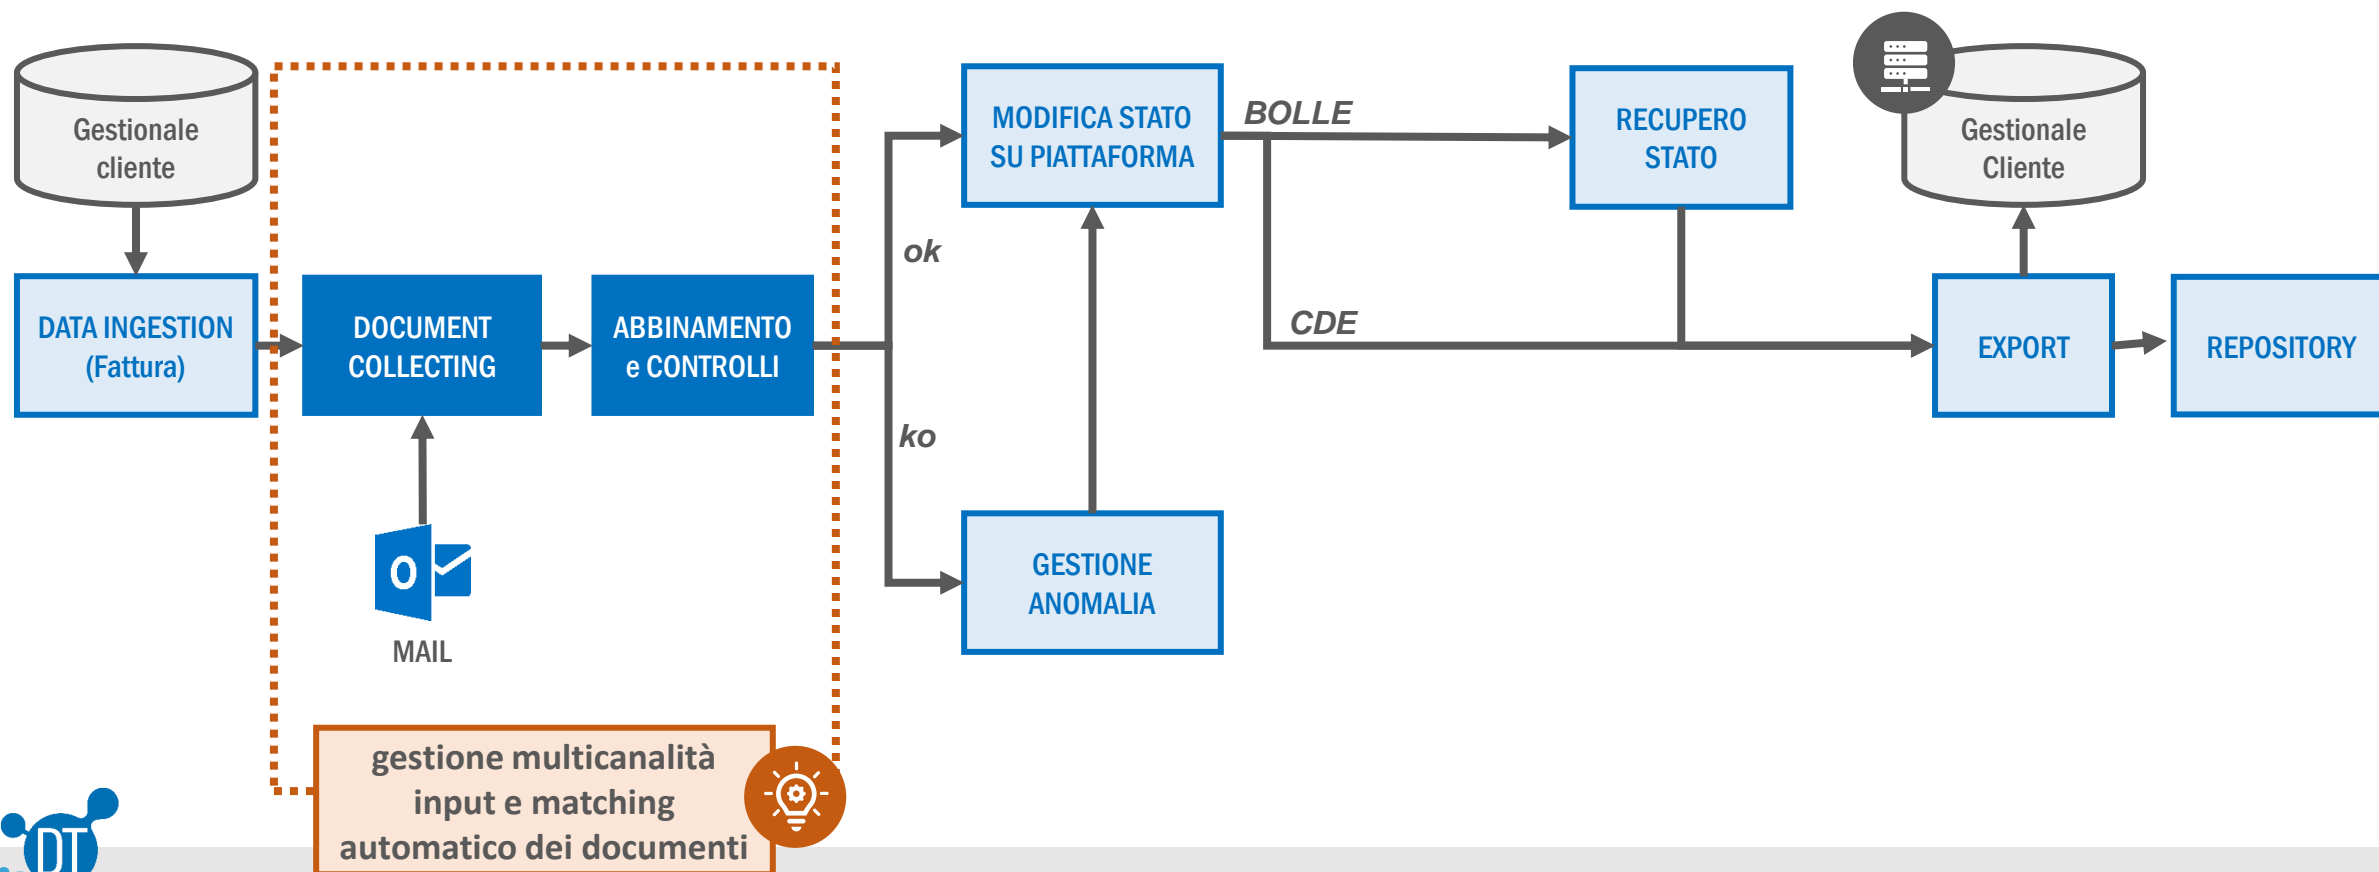 Gestionale
cliente
DATA INGESTION
(Fattura)
DOCUMENT
COLLECTING
MAIL
ABBINAMENTO
e CONTROLLI
gestione multicanalità
input e matching
automatico dei documenti
ok
ko
MODIFICA STATO
SU PIATTAFORMA
GESTIONE
ANOMALIA
BOLLE
CDE
RECUPERO
STATO
Gestionale
Cliente
EXPORT
REPOSITORY
O
DT